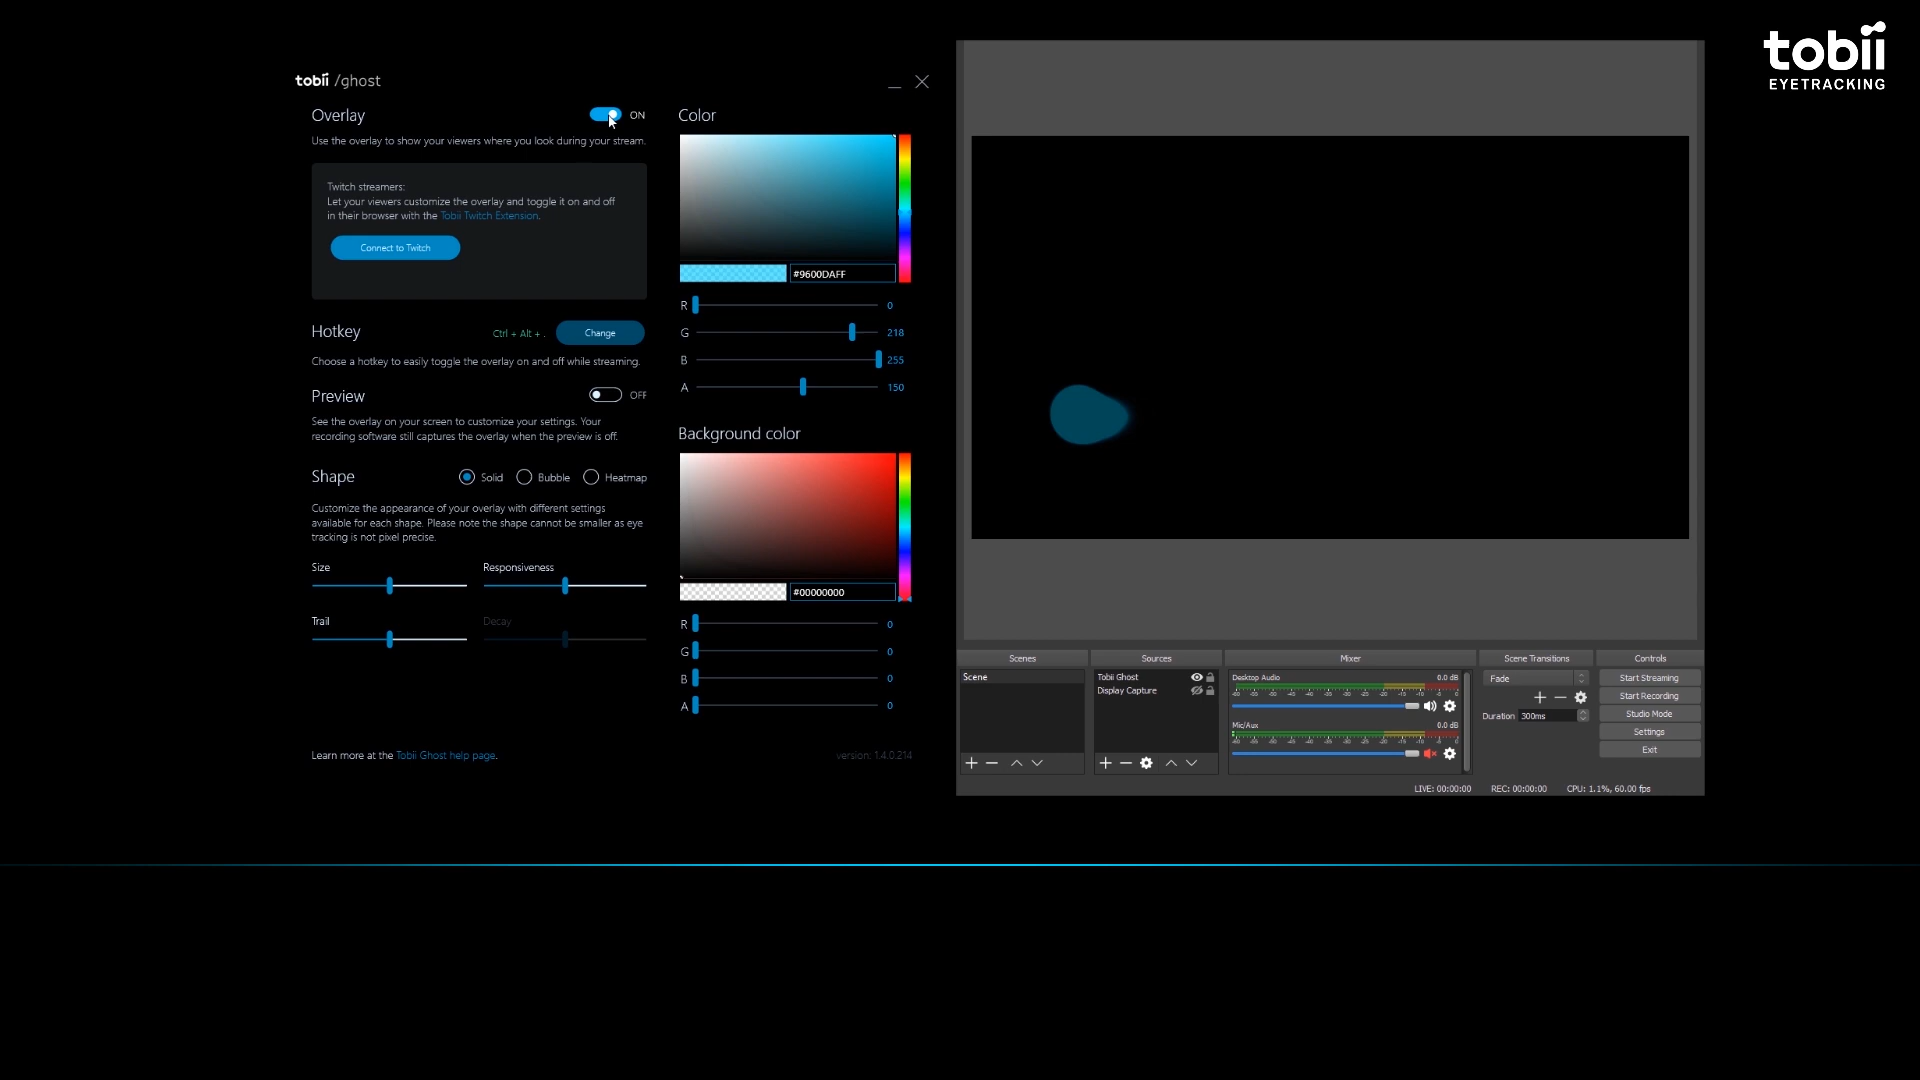 tobii /ghost
Overlay
ON
Use the overlay to show your viewers where you look during your stream.
Twitch streamers:
Let your viewers customize the overlay and toggle it on and off
in their browser with the Tobii Twitch Extension.
Connect to Twitch
Hotkey
Ctrl + Alt + .
Change
Choose a hotkey to easily toggle the overlay on and off while streaming.
Preview
OFF
See the overlay on your screen to customize your settings. Your
recording software still captures the overlay when the preview is off.
Shape
Solid
Bubble
Heatmap
Customize the appearance of your overlay with different settings
available for each shape. Please note the shape cannot be smaller as eye
tracking is not pixel precise.
Size
Responsiveness
Trail
Decay
Learn more at the Tobii Ghost help page.
version: 1.4.0.214
Color
#9600DAFF
R 0
G 218
B 255
A 150
Background color
#00000000
R 0
G 0
B 0
A 0
tobii
EYETRACKING
Scenes
Scene
Sources
Tobii Ghost
Display Capture
Mixer
Desktop Audio 0.0 dB
Mic/Aux 0.0 dB
Scene Transitions
Fade
Duration 300ms
Controls
Start Streaming
Start Recording
Studio Mode
Settings
Exit
LIVE: 00:00:00 REC: 00:00:00 CPU: 1.1%, 60.00 fps